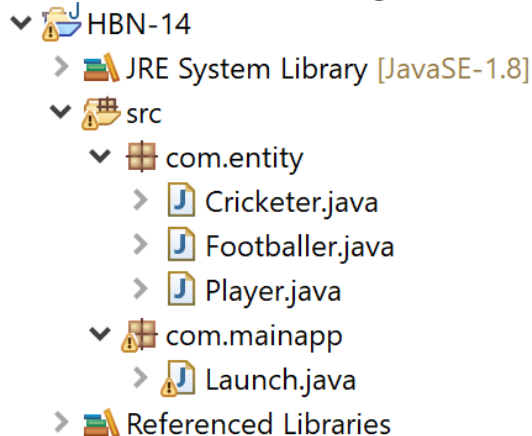 HBN-14
JRE System Library [JavaSE-1.8]
src
com.entity
Cricketer.java
Footballer.java
Player.java
com.mainapp
Launch.java
Referenced Libraries